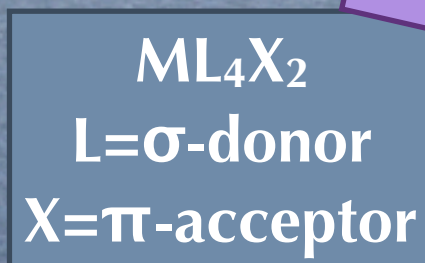 ML₄X₂
L=σ-donor
X=π-acceptor